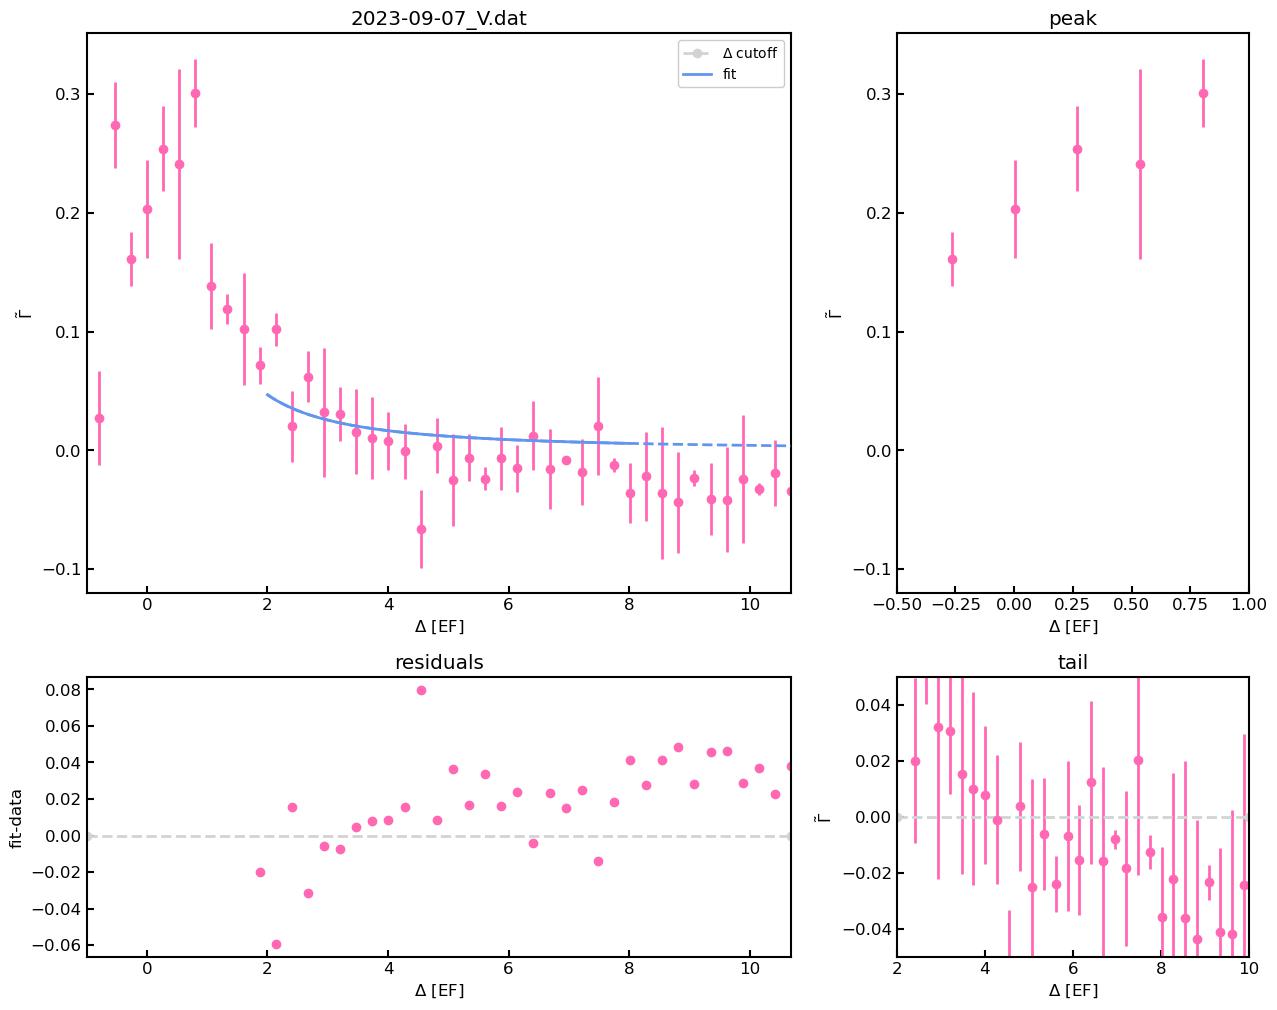 2023-09-07_V.dat
Δ cutoff
fit
0.3
0.2
0.1
0.0
−0.1
Γ̃
0 2 4 6 8 10
Δ [EF]
peak
0.3
0.2
0.1
0.0
−0.1
Γ̃
−0.50 −0.25 0.00 0.25 0.50 0.75 1.00
Δ [EF]
residuals
0.08
0.06
0.04
0.02
0.00
−0.02
−0.04
−0.06
fit-data
0 2 4 6 8 10
Δ [EF]
tail
0.04
0.02
0.00
−0.02
−0.04
Γ̃
2 4 6 8 10
Δ [EF]